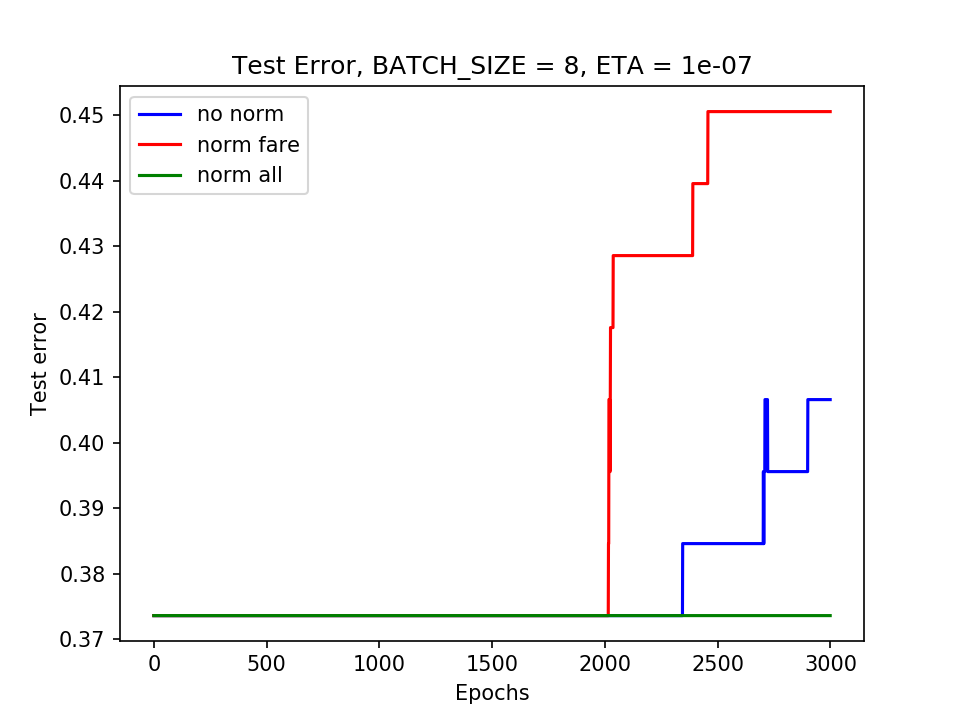 Test Error, BATCH_SIZE = 8, ETA = 1e-07
no norm
norm fare
norm all
0.45
0.44
0.43
0.42
0.41
0.40
0.39
0.38
0.37
Test error
0 500 1000 1500 2000 2500 3000
Epochs